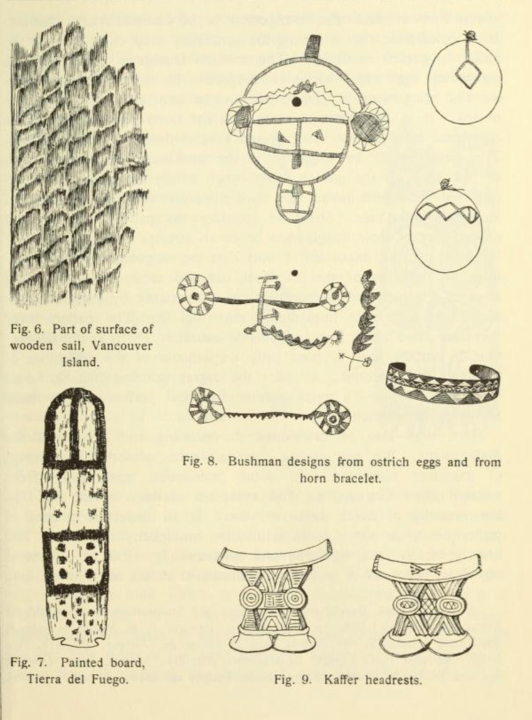 Fig. 6. Part of surface of
wooden sail, Vancouver
Island.
Fig. 8. Bushman designs from ostrich eggs and from
horn bracelet.
Fig. 7. Painted board,
Tierra del Fuego.
Fig. 9. Kaffer headrests.